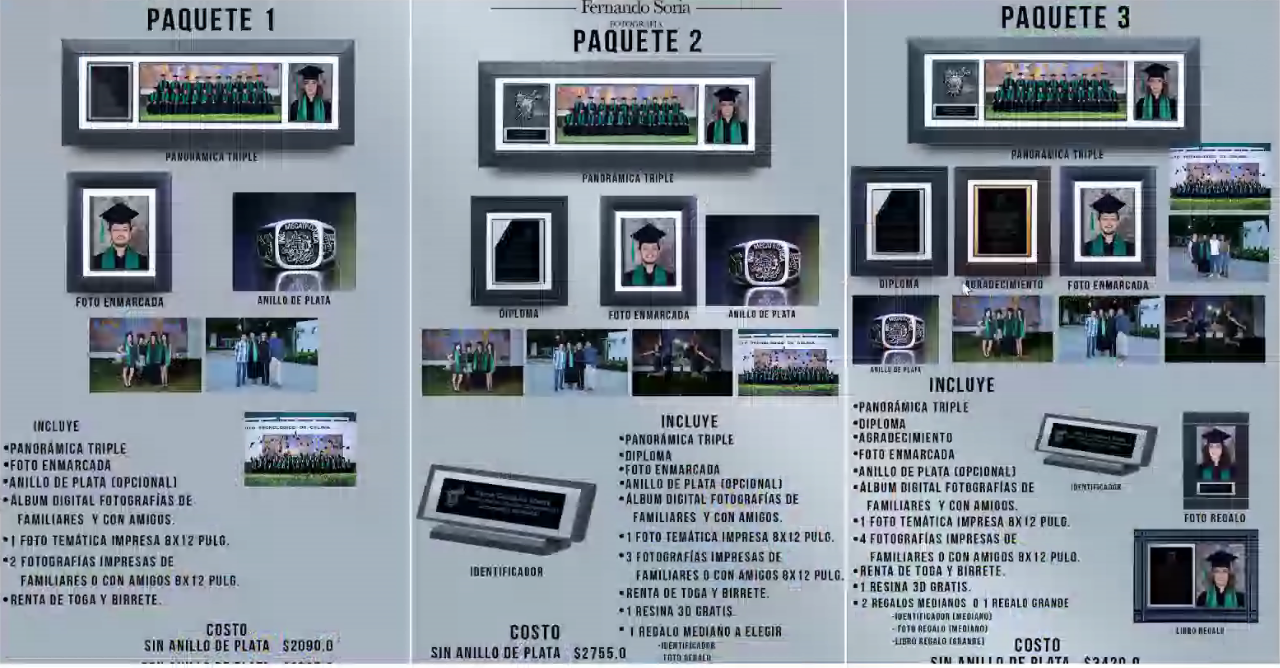 PAQUETE 1
PANORÁMICA TRIPLE
FOTO ENMARCADA
ANILLO DE PLATA
INCLUYE
•PANORÁMICA TRIPLE
•FOTO ENMARCADA
•ANILLO DE PLATA (OPCIONAL)
•ÁLBUM DIGITAL FOTOGRAFÍAS DE
FAMILIARES Y CON AMIGOS.
•1 FOTO TEMÁTICA IMPRESA 8X12 PULG.
•2 FOTOGRAFÍAS IMPRESAS DE
FAMILIARES O CON AMIGOS 8X12 PULG.
•RENTA DE TOGA Y BIRRETE.
COSTO
SIN ANILLO DE PLATA $2090.0
Fernando Soria
FOTOGRAFÍA
PAQUETE 2
PANORÁMICA TRIPLE
DIPLOMA
FOTO ENMARCADA
ANILLO DE PLATA
INCLUYE
•PANORÁMICA TRIPLE
•DIPLOMA
•FOTO ENMARCADA
•ANILLO DE PLATA (OPCIONAL)
•ÁLBUM DIGITAL FOTOGRAFÍAS DE
FAMILIARES Y CON AMIGOS.
•1 FOTO TEMÁTICA IMPRESA 8X12 PULG.
•3 FOTOGRAFÍAS IMPRESAS DE
FAMILIARES O CON AMIGOS 8X12 PULG.
•RENTA DE TOGA Y BIRRETE.
•1 RESINA 3D GRATIS.
• 1 REGALO MEDIANO A ELEGIR
-IDENTIFICADOR
FOTO REGALO
IDENTIFICADOR
COSTO
SIN ANILLO DE PLATA $2755.0
PAQUETE 3
PANORÁMICA TRIPLE
DIPLOMA
AGRADECIMIENTO
FOTO ENMARCADA
ANILLO DE PLATA
INCLUYE
•PANORÁMICA TRIPLE
•DIPLOMA
•AGRADECIMIENTO
•FOTO ENMARCADA
•ANILLO DE PLATA (OPCIONAL)
•ÁLBUM DIGITAL FOTOGRAFÍAS DE
FAMILIARES Y CON AMIGOS.
•1 FOTO TEMÁTICA IMPRESA 8X12 PULG.
•4 FOTOGRAFÍAS IMPRESAS DE
FAMILIARES O CON AMIGOS 8X12 PULG.
•RENTA DE TOGA Y BIRRETE.
•1 RESINA 3D GRATIS.
• 2 REGALOS MEDIANOS O 1 REGALO GRANDE
-IDENTIFICADOR (MEDIANO)
- FOTO REGALO (MEDIANO)
-LIBRO REGALO (GRANDE)
IDENTIFICADOR
FOTO REGALO
LIBRO REGALO
COSTO
SIN ANILLO DE PLATA $3420.0